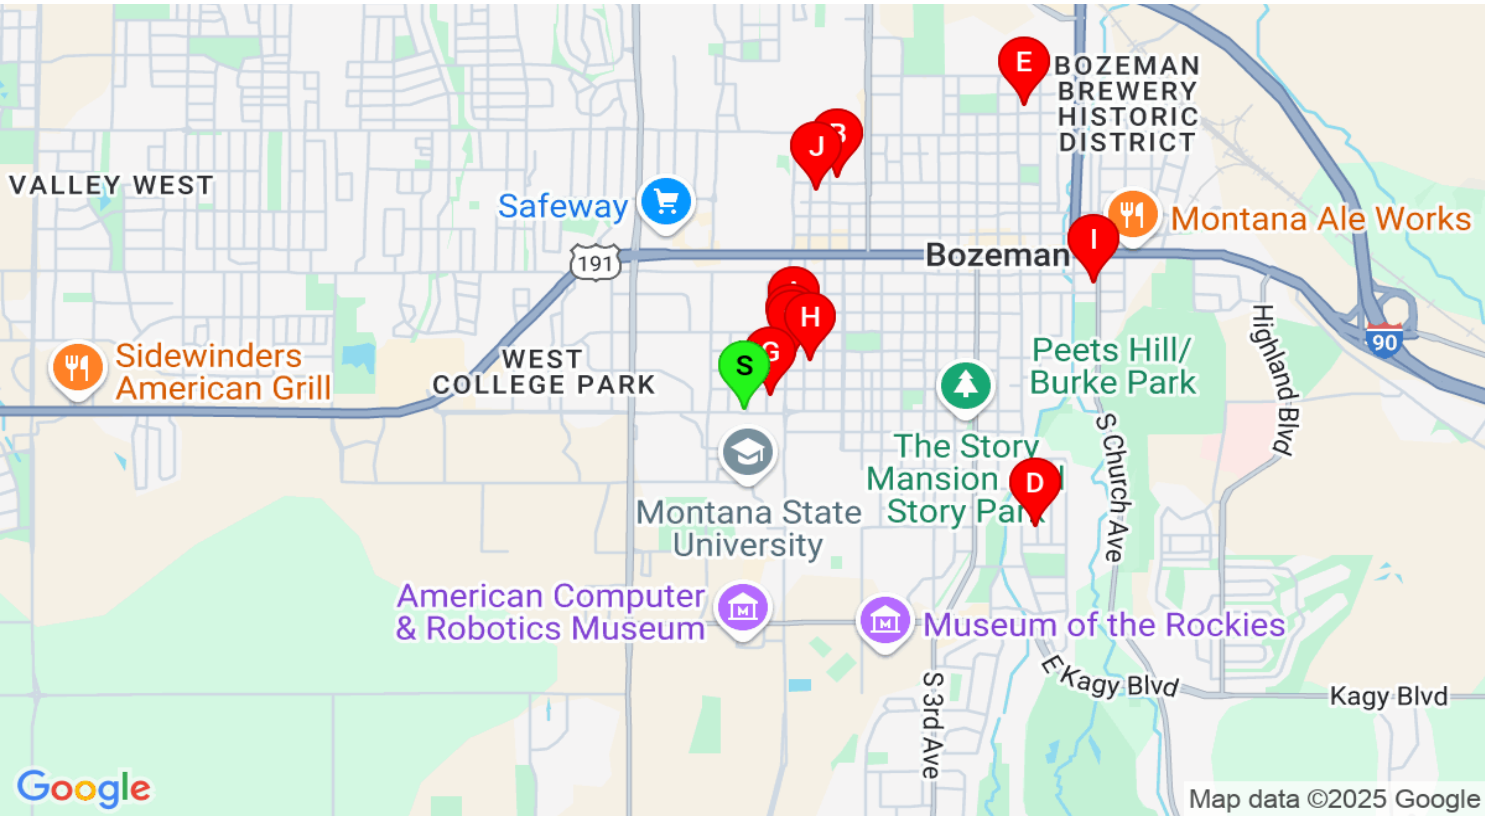 E
BOZEMAN
BREWERY
HISTORIC
DISTRICT
J
B
VALLEY WEST
Safeway
Montana Ale Works
I
Bozeman
191
H
Sidewinders
American Grill
WEST
COLLEGE PARK
G
S
Peets Hill/
Burke Park
90
Highland Blvd
S Church Ave
The Story
Mansion
Story Park
D
Montana State
University
American Computer
& Robotics Museum
Museum of the Rockies
E Kagy Blvd
Kagy Blvd
S 3rd Ave
Google
Map data ©2025 Google